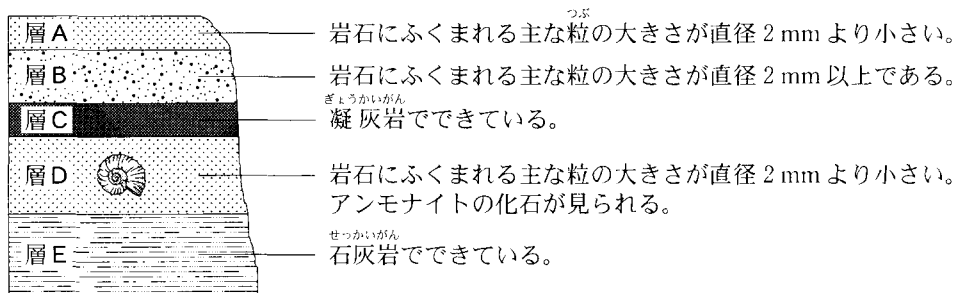 層A
岩石にふくまれる主な粒の大きさが直径2mmより小さい。
つぶ
層B
岩石にふくまれる主な粒の大きさが直径2mm以上である。
ぎょうかいがん
層C
凝灰岩でできている。
層D
岩石にふくまれる主な粒の大きさが直径2mmより小さい。
アンモナイトの化石が見られる。
せっかいがん
層E
石灰岩でできている。